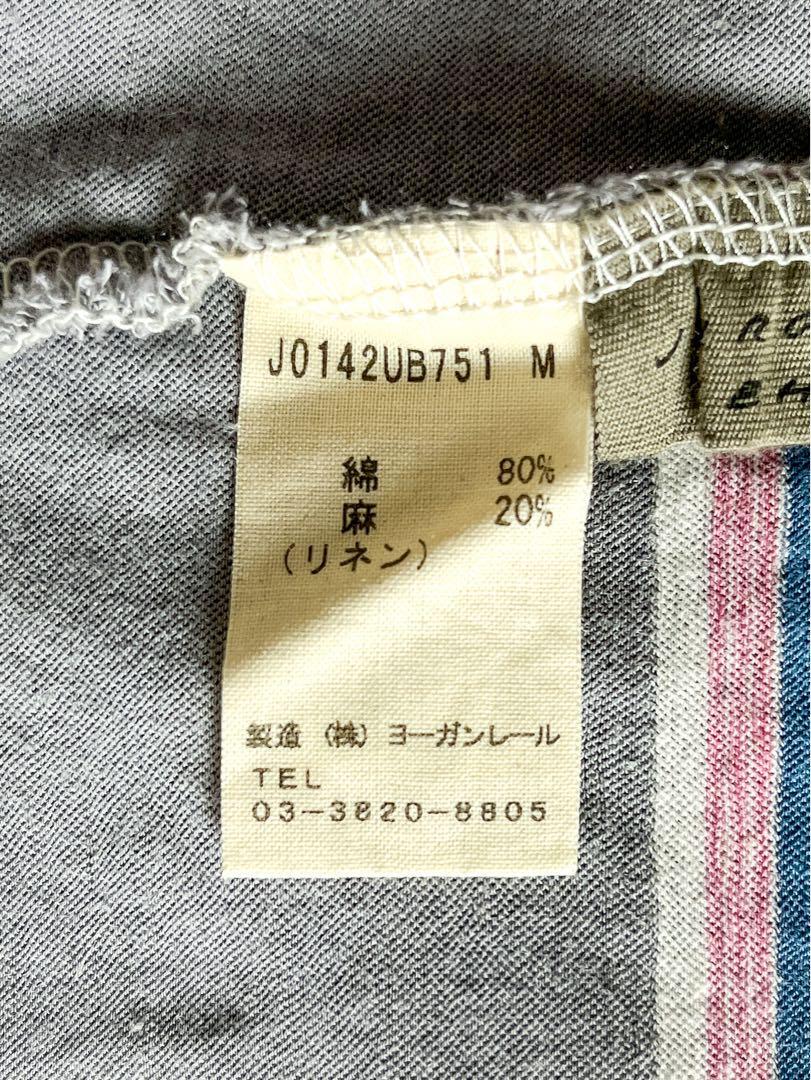 J0142UB751 M
綿 80%
麻 20%
(リネン)
製造 (株) ヨーガンレール
TEL
03-3820-8805